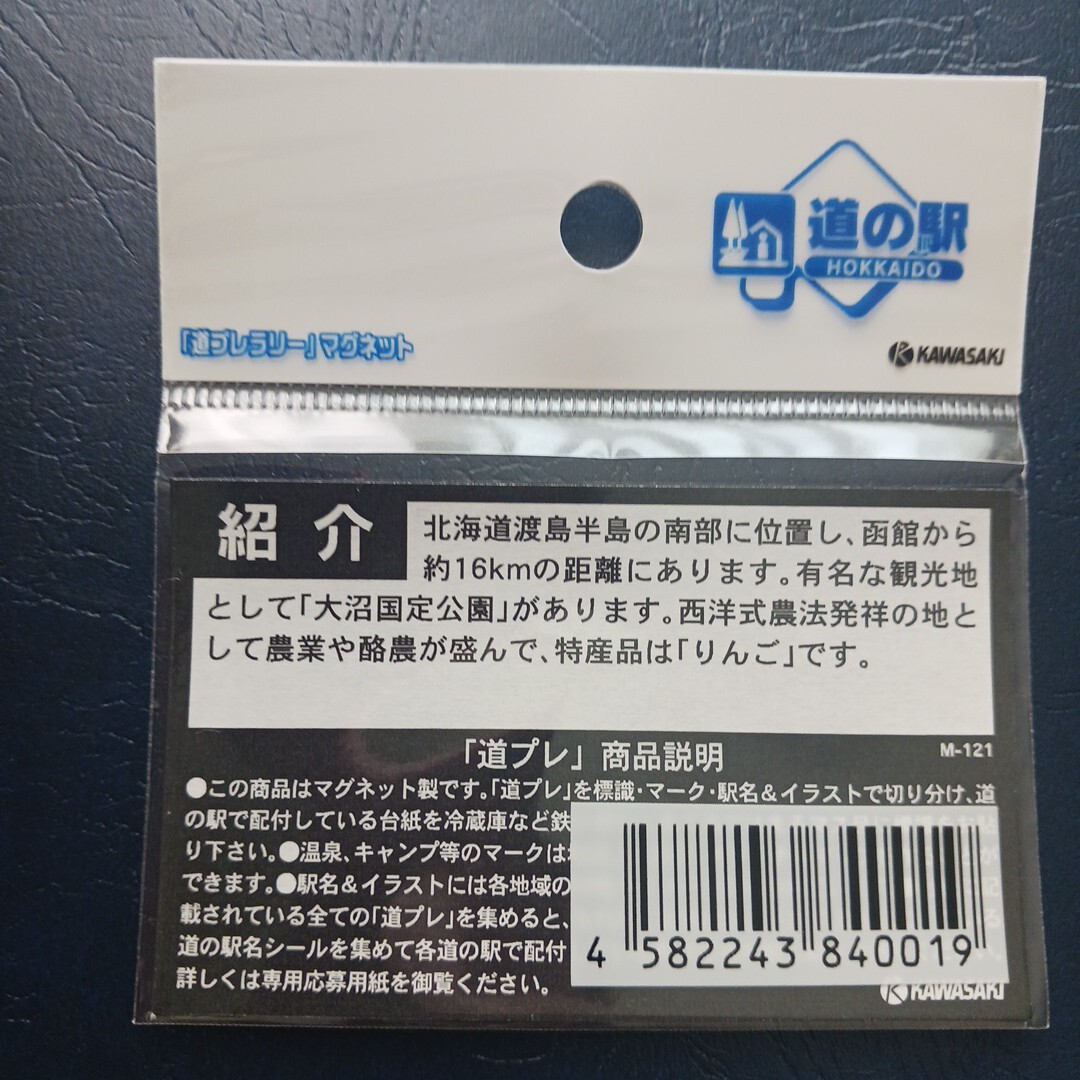 道の駅
HOKKAIDO
「道プレラリー」マグネット
KAWASAKI
紹介
北海道渡島半島の南部に位置し、函館から
約16kmの距離にあります。有名な観光地
として「大沼国定公園」があります。西洋式農法発祥の地と
して農業や酪農が盛んで、特産品は「りんご」です。
「道プレ」商品説明
M-121
●この商品はマグネット製です。「道プレ」を標識・マーク・駅名＆イラストで切り分け、道
の駅で配付している台紙を冷蔵庫など鉄
り下さい。●温泉、キャンプ等のマークは
できます。●駅名＆イラストには各地域の
載されている全ての「道プレ」を集めると、
道の駅名シールを集めて各道の駅で配付
詳しくは専用応募用紙を御覧ください。
4 582243 840019
KAWASAKI